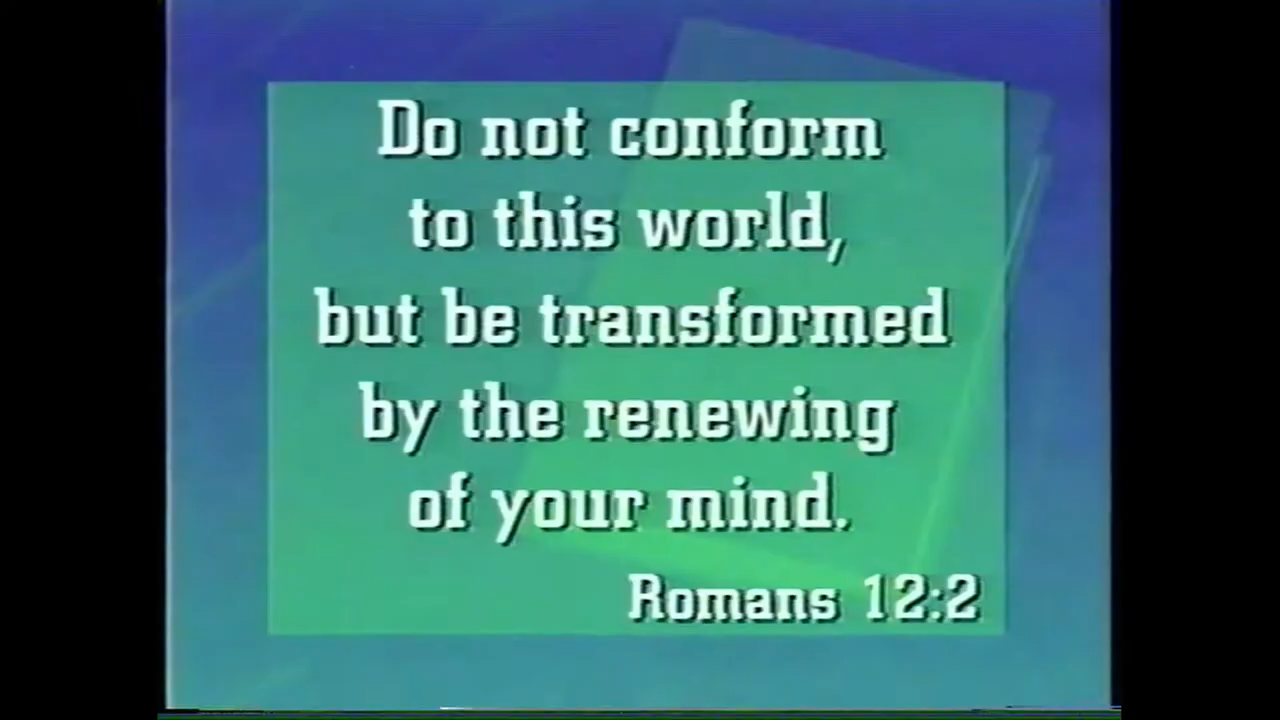 Do not conform
to this world,
but be transformed
by the renewing
of your mind.
Romans 12:2